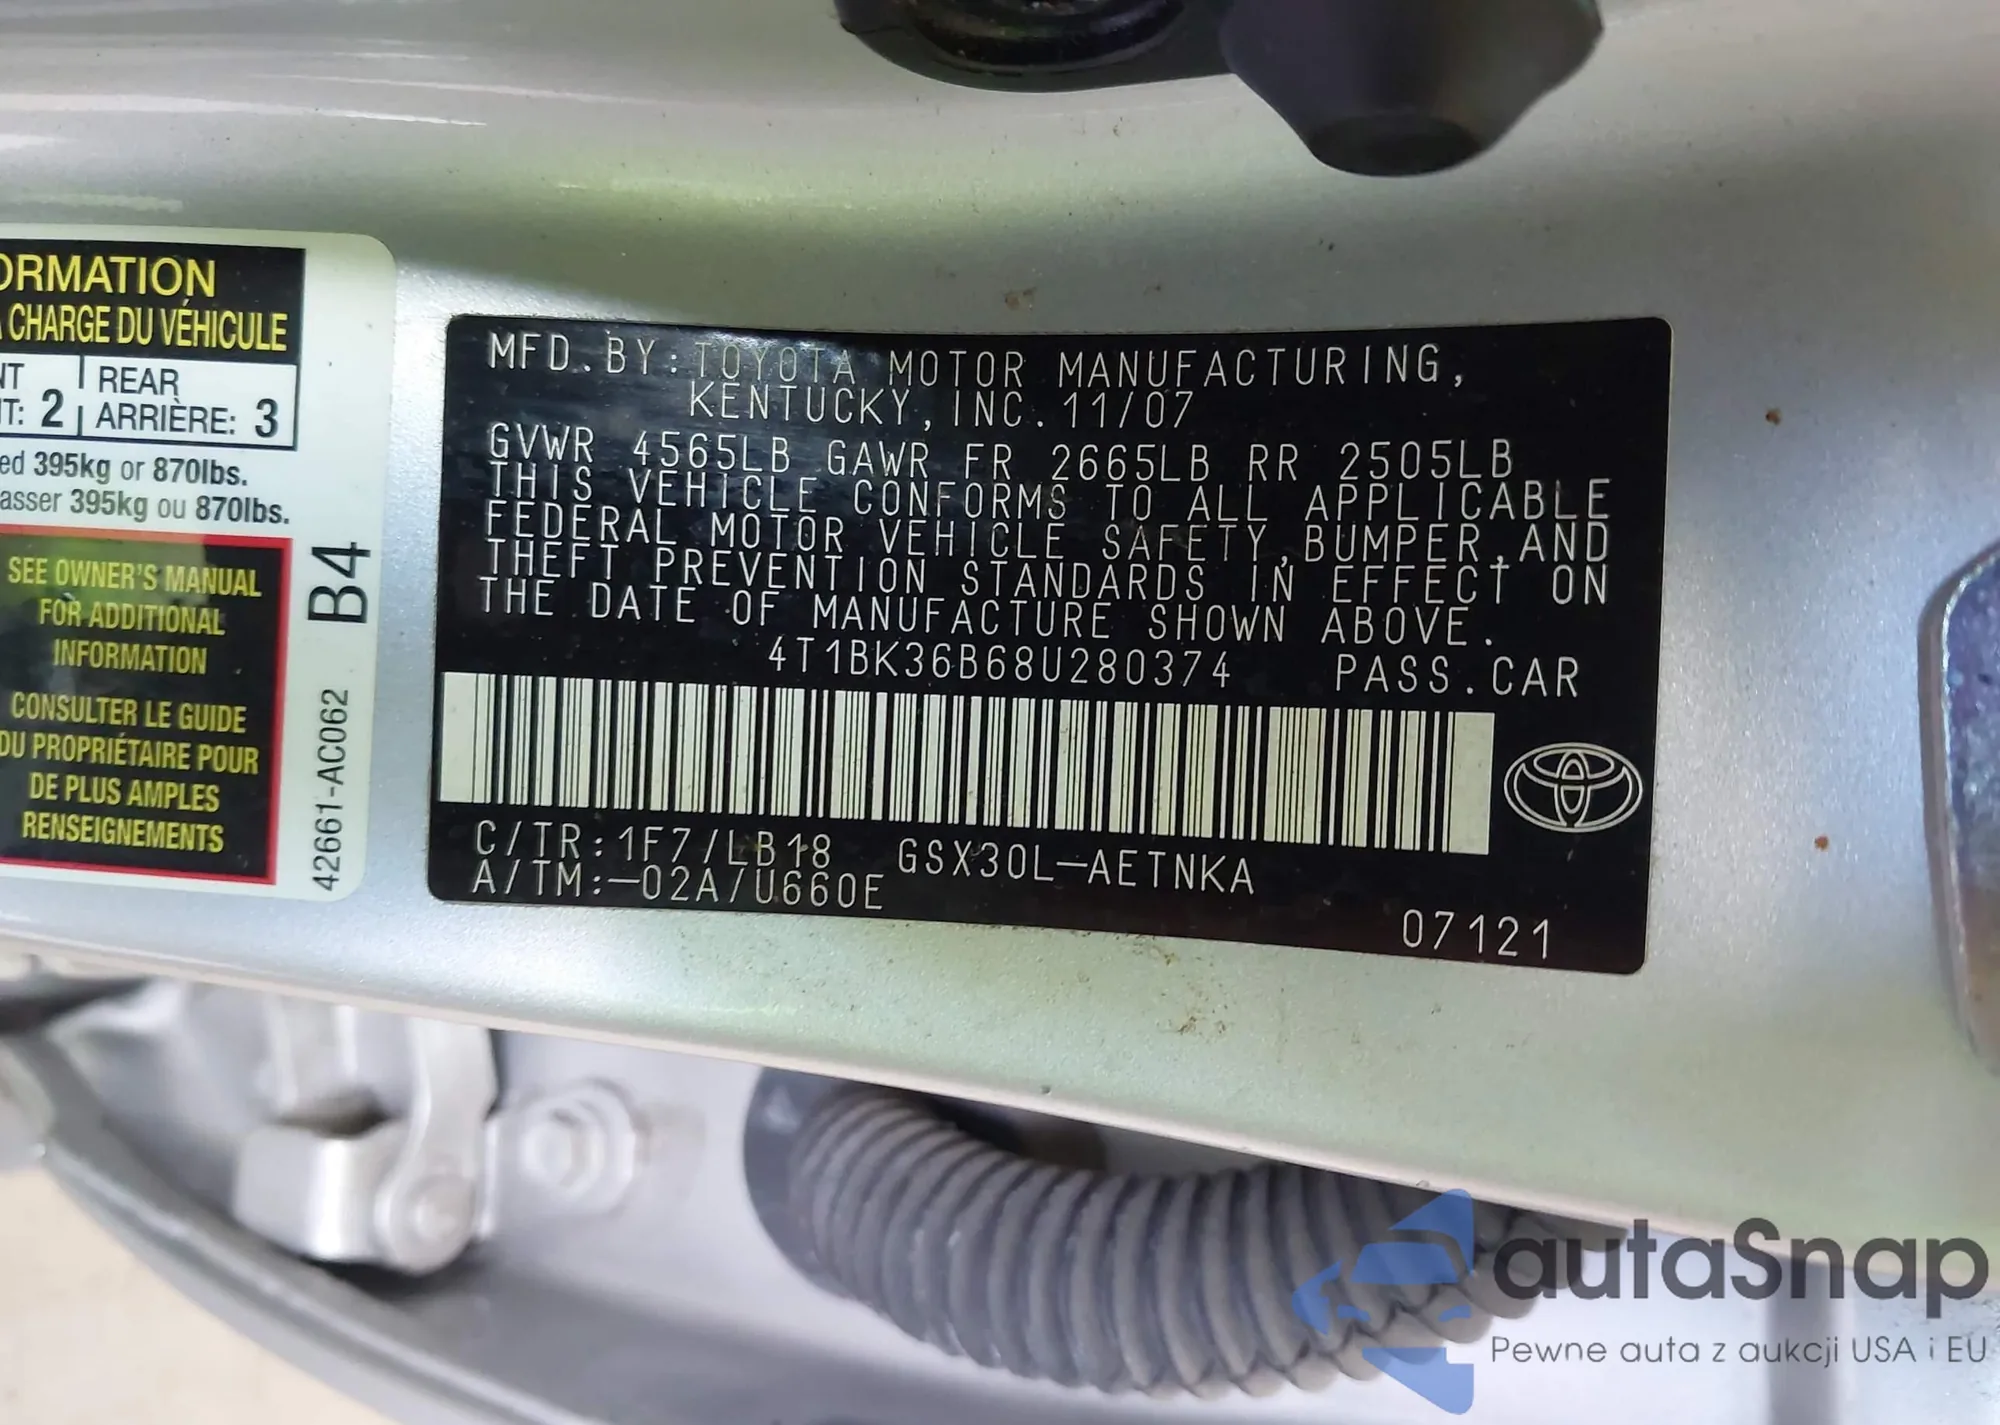 ORMATION
A CHARGE DU VÉHICULE
NT
T: 2
REAR
ARRIÈRE: 3
ed 395kg or 870lbs.
asser 395kg ou 870lbs.
SEE OWNER'S MANUAL
FOR ADDITIONAL
INFORMATION
CONSULTER LE GUIDE
DU PROPRIÉTAIRE POUR
DE PLUS AMPLES
RENSEIGNEMENTS
B4
42661-AC062
MFD.BY:TOYOTA MOTOR MANUFACTURING,
KENTUCKY,INC.11/07
GVWR 4565LB GAWR FR 2665LB RR 2505LB
THIS VEHICLE CONFORMS TO ALL APPLICABLE
FEDERAL MOTOR VEHICLE SAFETY,BUMPER,AND
THEFT PREVENTION STANDARDS IN EFFECT ON
THE DATE OF MANUFACTURE SHOWN ABOVE.
4T1BK36B68U280374 PASS.CAR
C/TR:1F7/LB18 GSX30L-AETNKA
A/TM:-02A/U660E
07121
autaSnap
Pewne auta z aukcji USA i EU